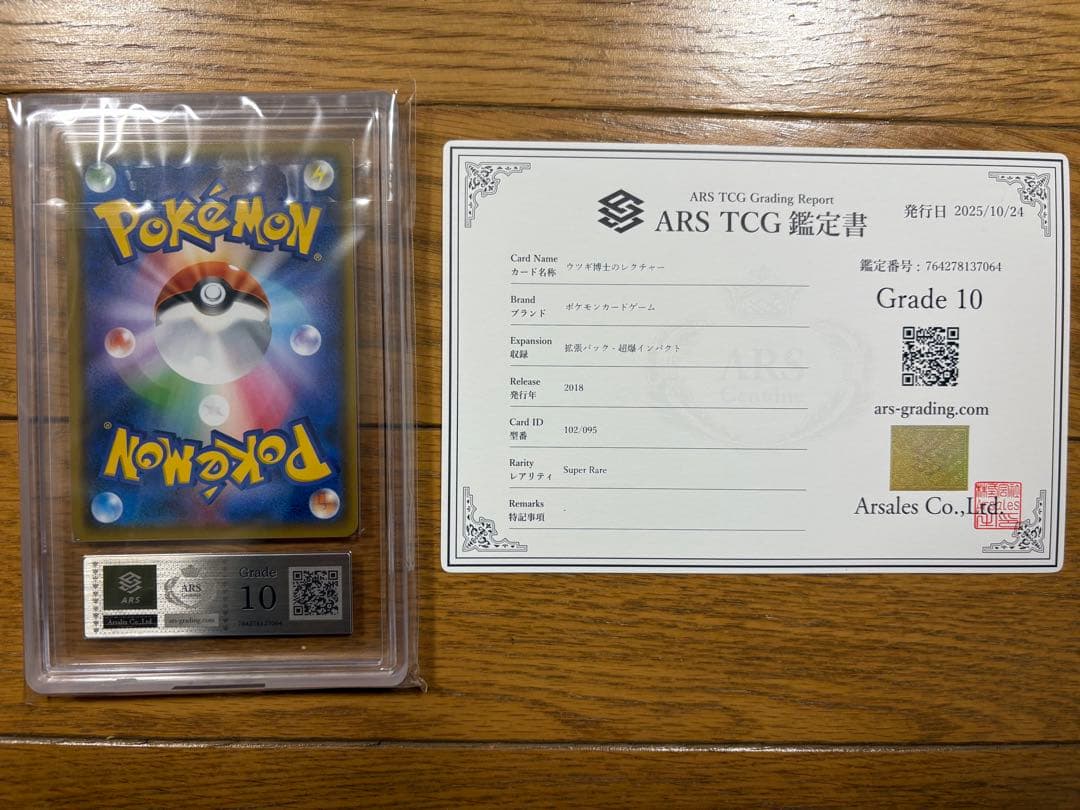 POKéMON
POKéMON
ARS
Arsales Co.,Ltd.
ARS
Genuine
ars-grading.com
Grade
10
764278137064
ARS TCG Grading Report
ARS TCG 鑑定書
発行日 2025/10/24
鑑定番号 : 764278137064
Grade 10
ars-grading.com
Arsales Co.,Ltd.
Card Name
カード名称 ウツギ博士のレクチャー
Brand
ブランド ポケモンカードゲーム
Expansion
収録 拡張パック - 超爆インパクト
Release
発行年 2018
Card ID
型番 102/095
Rarity
レアリティ Super Rare
Remarks
特記事項 -
ARS
Genuine